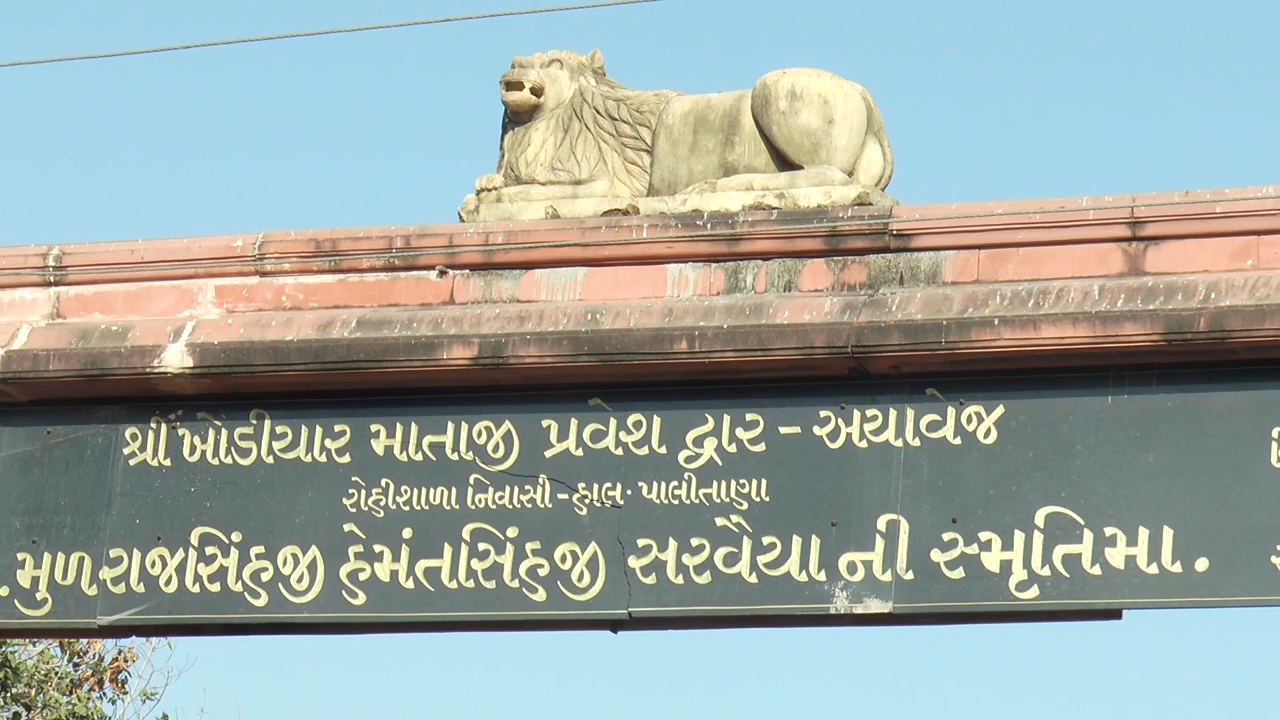 શ્રી ખોડીયાર માતાજી પ્રવેશ દ્વાર - અયાવેજ
રોહીશાળા નિવાસી - હાલ. પાલીતાણા
. મુળરાજસિંહજી હેમંતસિંહજી સરવૈયા ની સ્મૃતિમા.